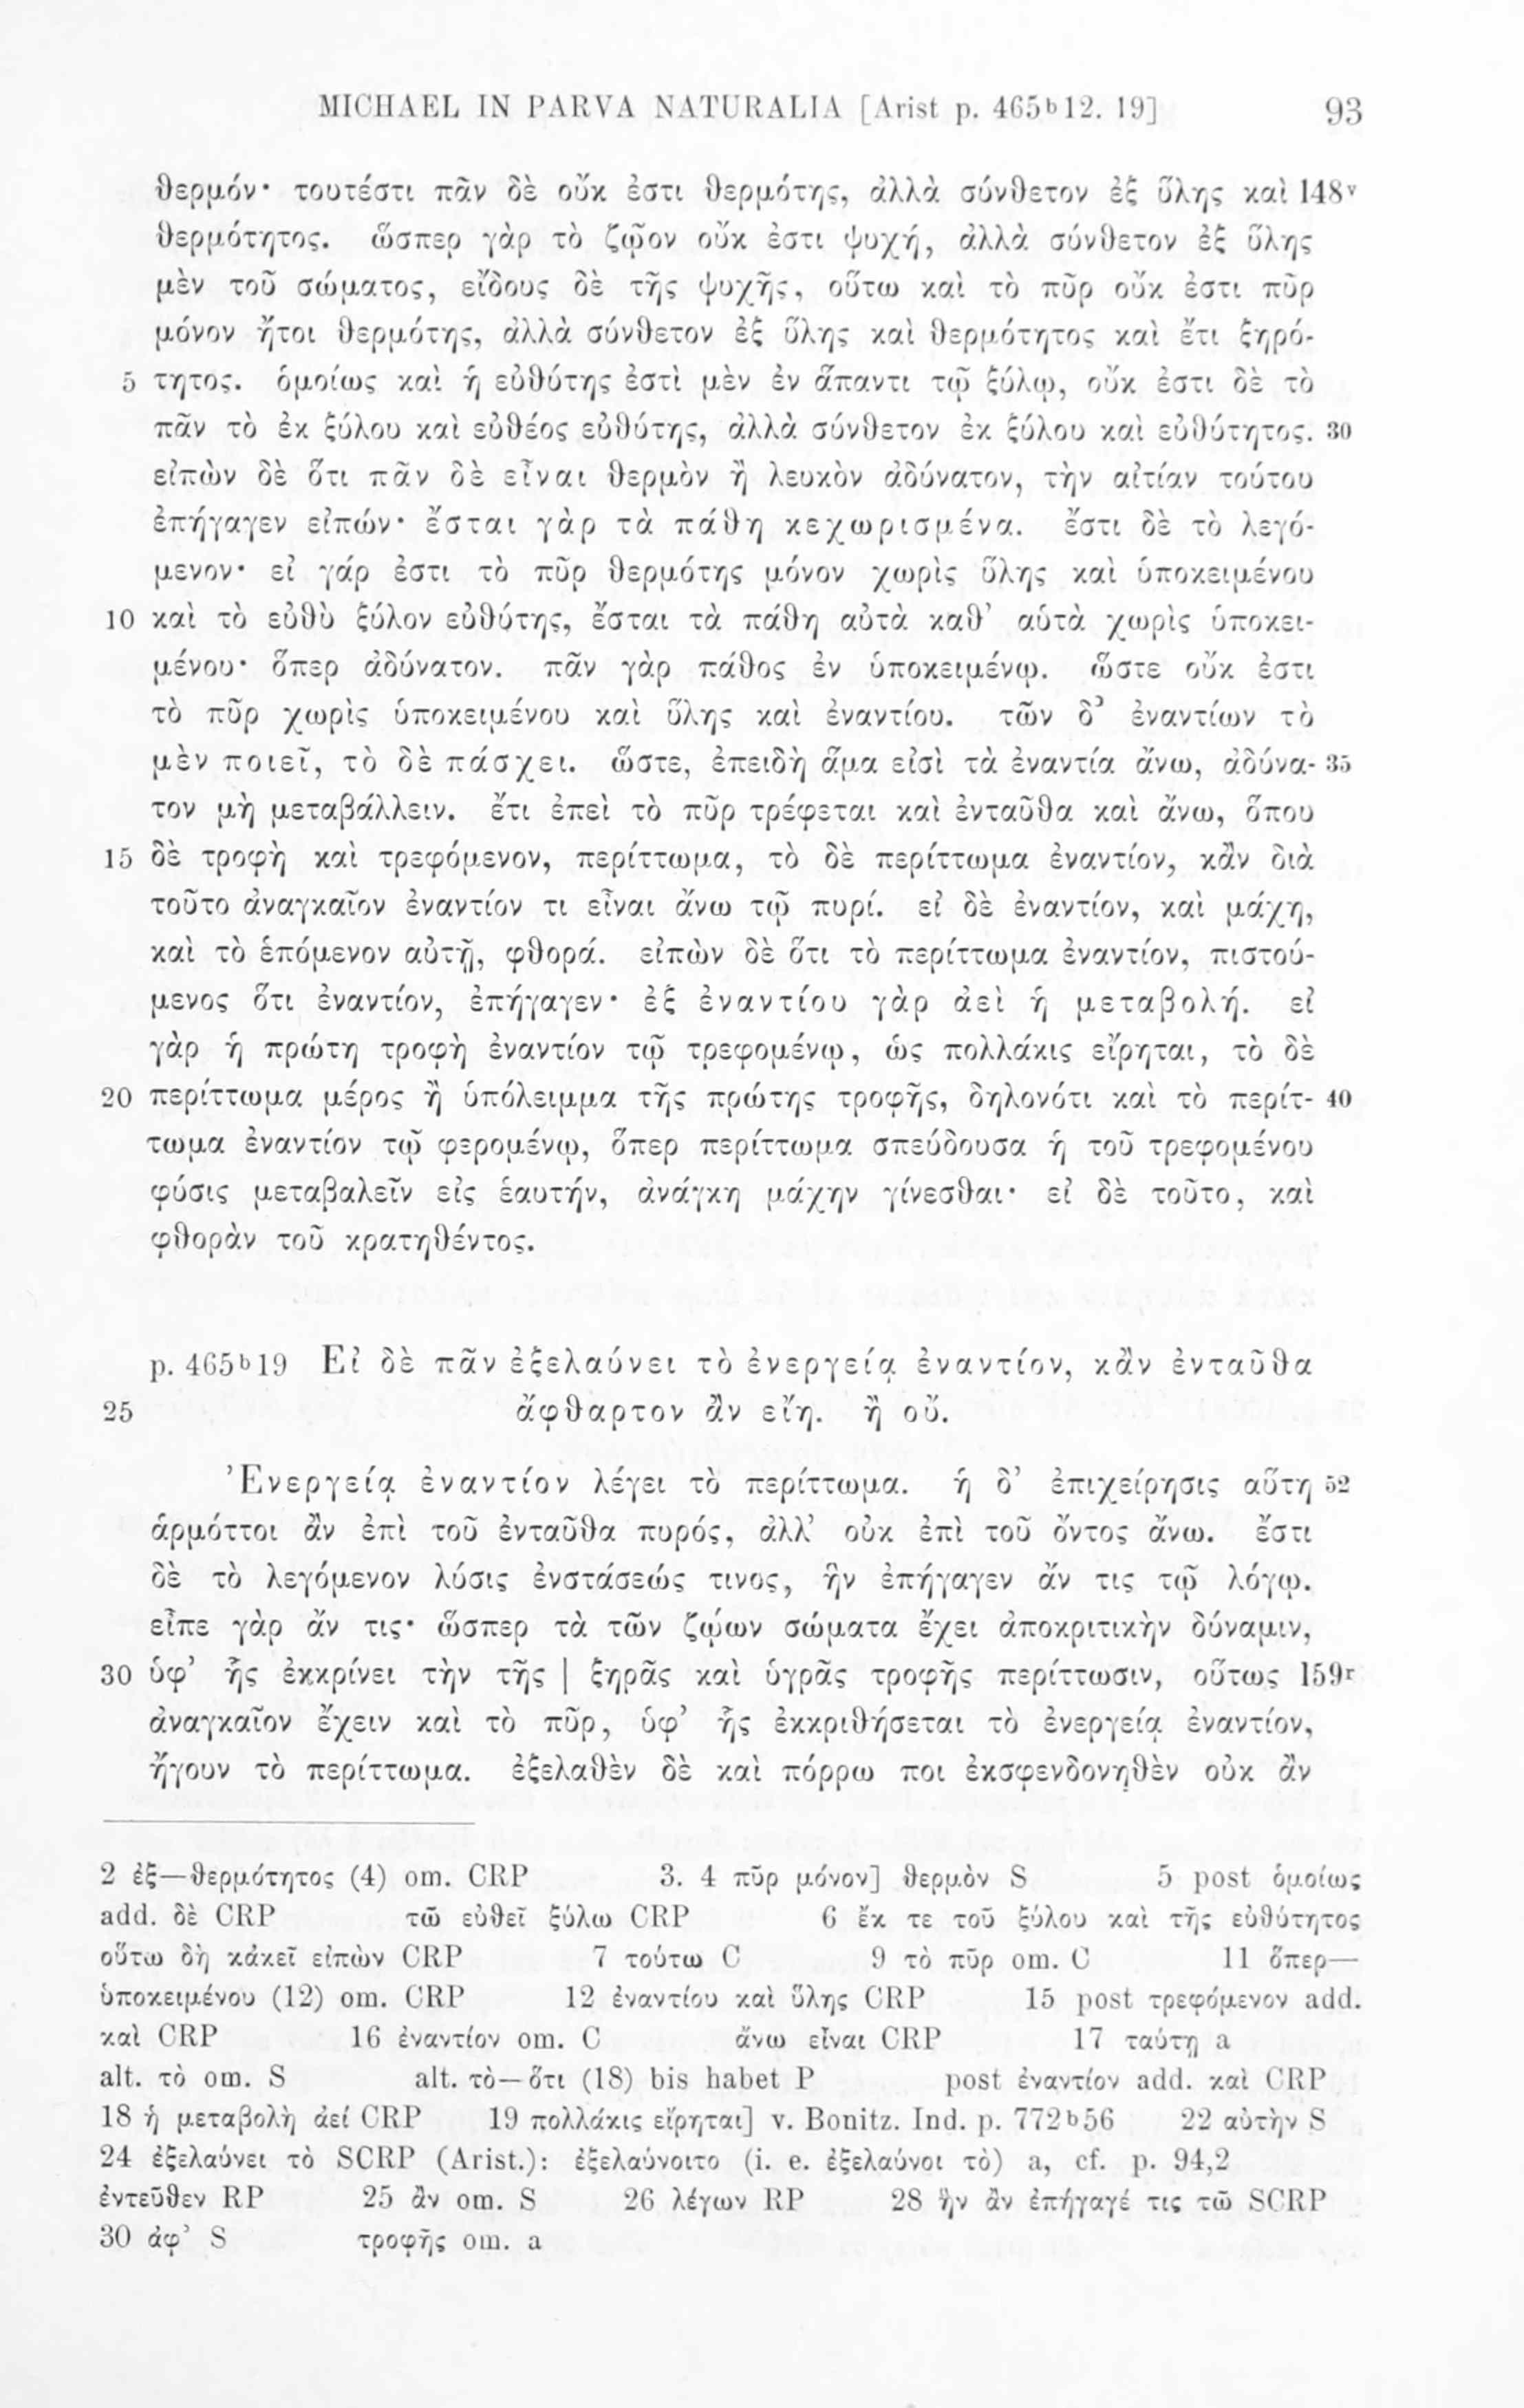 MICHAEL IN PARVA NATURALIA [Arist p. 465ᵇ12. 19] 93
θερμόν· τουτέστι πᾶν δὲ οὔκ ἐστι θερμότης, ἀλλὰ σύνθετον ἐξ ὕλης καὶ 148ᵛ
θερμότητος. ὥσπερ γὰρ τὸ ζῷον οὔκ ἐστι ψυχή, ἀλλὰ σύνθετον ἐξ ὕλης
μὲν τοῦ σώματος, εἴδους δὲ τῆς ψυχῆς, οὕτω καὶ τὸ πῦρ οὔκ ἐστι πῦρ
μόνον ἤτοι θερμότης, ἀλλὰ σύνθετον ἐξ ὕλης καὶ θερμότητος καὶ ἔτι ξηρό-
5 τητος. ὁμοίως καὶ ἡ εὐθύτης ἐστὶ μὲν ἐν ἅπαντι τῷ ξύλῳ, οὔκ ἐστι δὲ τὸ
πᾶν τὸ ἐκ ξύλου καὶ εὐθέος εὐθύτης, ἀλλὰ σύνθετον ἐκ ξύλου καὶ εὐθύτητος. 30
εἰπὼν δὲ ὅτι πᾶν δὲ εἶναι θερμὸν ἢ λευκὸν ἀδύνατον, τὴν αἰτίαν τούτου
ἐπήγαγεν εἰπών· ἔσται γὰρ τὰ πάθη κεχωρισμένα. ἔστι δὲ τὸ λεγό-
μενον· εἰ γάρ ἐστι τὸ πῦρ θερμότης μόνον χωρὶς ὕλης καὶ ὑποκειμένου
10 καὶ τὸ εὐθὺ ξύλον εὐθύτης, ἔσται τὰ πάθη αὐτὰ καθ’ αὑτὰ χωρὶς ὑποκει-
μένου· ὅπερ ἀδύνατον. πᾶν γὰρ πάθος ἐν ὑποκειμένῳ. ὥστε οὔκ ἐστι
τὸ πῦρ χωρὶς ὑποκειμένου καὶ ὕλης καὶ ἐναντίου. τῶν δ’ ἐναντίων τὸ
μὲν ποιεῖ, τὸ δὲ πάσχει. ὥστε, ἐπειδὴ ἅμα εἰσὶ τὰ ἐναντία ἄνω, ἀδύνα- 35
τον μὴ μεταβάλλειν. ἔτι ἐπεὶ τὸ πῦρ τρέφεται καὶ ἐνταῦθα καὶ ἄνω, ὅπου
15 δὲ τροφὴ καὶ τρεφόμενον, περίττωμα, τὸ δὲ περίττωμα ἐναντίον, κἂν διὰ
τοῦτο ἀναγκαῖον ἐναντίον τι εἶναι ἄνω τῷ πυρί. εἰ δὲ ἐναντίον, καὶ μάχη,
καὶ τὸ ἑπόμενον αὐτῇ, φθορά. εἰπὼν δὲ ὅτι τὸ περίττωμα ἐναντίον, πιστού-
μενος ὅτι ἐναντίον, ἐπήγαγεν· ἐξ ἐναντίου γὰρ ἀεὶ ἡ μεταβολή. εἰ
γὰρ ἡ πρώτη τροφὴ ἐναντίον τῷ τρεφομένῳ, ὡς πολλάκις εἴρηται, τὸ δὲ
20 περίττωμα μέρος ἢ ὑπόλειμμα τῆς πρώτης τροφῆς, δηλονότι καὶ τὸ περίτ- 40
τωμα ἐναντίον τῷ φερομένῳ, ὅπερ περίττωμα σπεύδουσα ἡ τοῦ τρεφομένου
φύσις μεταβαλεῖν εἰς ἑαυτήν, ἀνάγκη μάχην γίνεσθαι· εἰ δὲ τοῦτο, καὶ
φθορὰν τοῦ κρατηθέντος.
p. 465ᵇ19 Εἰ δὲ πᾶν ἐξελαύνει τὸ ἐνεργείᾳ ἐναντίον, κἂν ἐνταῦθα
25 ἄφθαρτον ἂν εἴη. ἢ οὔ.
Ἐνεργείᾳ ἐναντίον λέγει τὸ περίττωμα. ἡ δ’ ἐπιχείρησις αὕτη 52
ἁρμόττοι ἂν ἐπὶ τοῦ ἐνταῦθα πυρός, ἀλλ’ οὐκ ἐπὶ τοῦ ὄντος ἄνω. ἔστι
δὲ τὸ λεγόμενον λύσις ἐνστάσεώς τινος, ἣν ἐπήγαγεν ἄν τις τῷ λόγῳ.
εἶπε γὰρ ἄν τις· ὥσπερ τὰ τῶν ζῴων σώματα ἔχει ἀποκριτικὴν δύναμιν,
30 ὑφ’ ἧς ἐκκρίνει τὴν τῆς | ξηρᾶς καὶ ὑγρᾶς τροφῆς περίττωσιν, οὕτως 159ʳ
ἀναγκαῖον ἔχειν καὶ τὸ πῦρ, ὑφ’ ἧς ἐκκριθήσεται τὸ ἐνεργείᾳ ἐναντίον,
ἤγουν τὸ περίττωμα. ἐξελαθὲν δὲ καὶ πόρρω ποι ἐκσφενδονηθὲν οὐκ ἂν
2 ἐξ—θερμότητος (4) om. CRP 3. 4 πῦρ μόνον] θερμὸν S 5 post ὁμοίως
add. δὲ CRP τῶ εὐθεῖ ξύλω CRP 6 ἔκ τε τοῦ ξύλου καὶ τῆς εὐθύτητος
οὕτω δὴ κἀκεῖ εἰπὼν CRP 7 τούτω C 9 τὸ πῦρ om. C 11 ὅπερ—
ὑποκειμένου (12) om. CRP 12 ἐναντίου καὶ ὕλης CRP 15 post τρεφόμενον add.
καὶ CRP 16 ἐναντίον om. C ἄνω εἶναι CRP 17 ταύτῃ a
alt. τὸ om. S alt. τὸ—ὅτι (18) bis habet P post ἐναντίον add. καὶ CRP
18 ἡ μεταβολὴ ἀεί CRP 19 πολλάκις εἴρηται] v. Bonitz. Ind. p. 772ᵇ56 22 αὐτὴν S
24 ἐξελαύνει τὸ SCRP (Arist.): ἐξελαύνοιτο (i. e. ἐξελαύνοι τὸ) a, cf. p. 94,2
ἐντεῦθεν RP 25 ἂν om. S 26 λέγων RP 28 ἣν ἂν ἐπήγαγέ τις τῶ SCRP
30 ἀφ’ S τροφῆς om. a